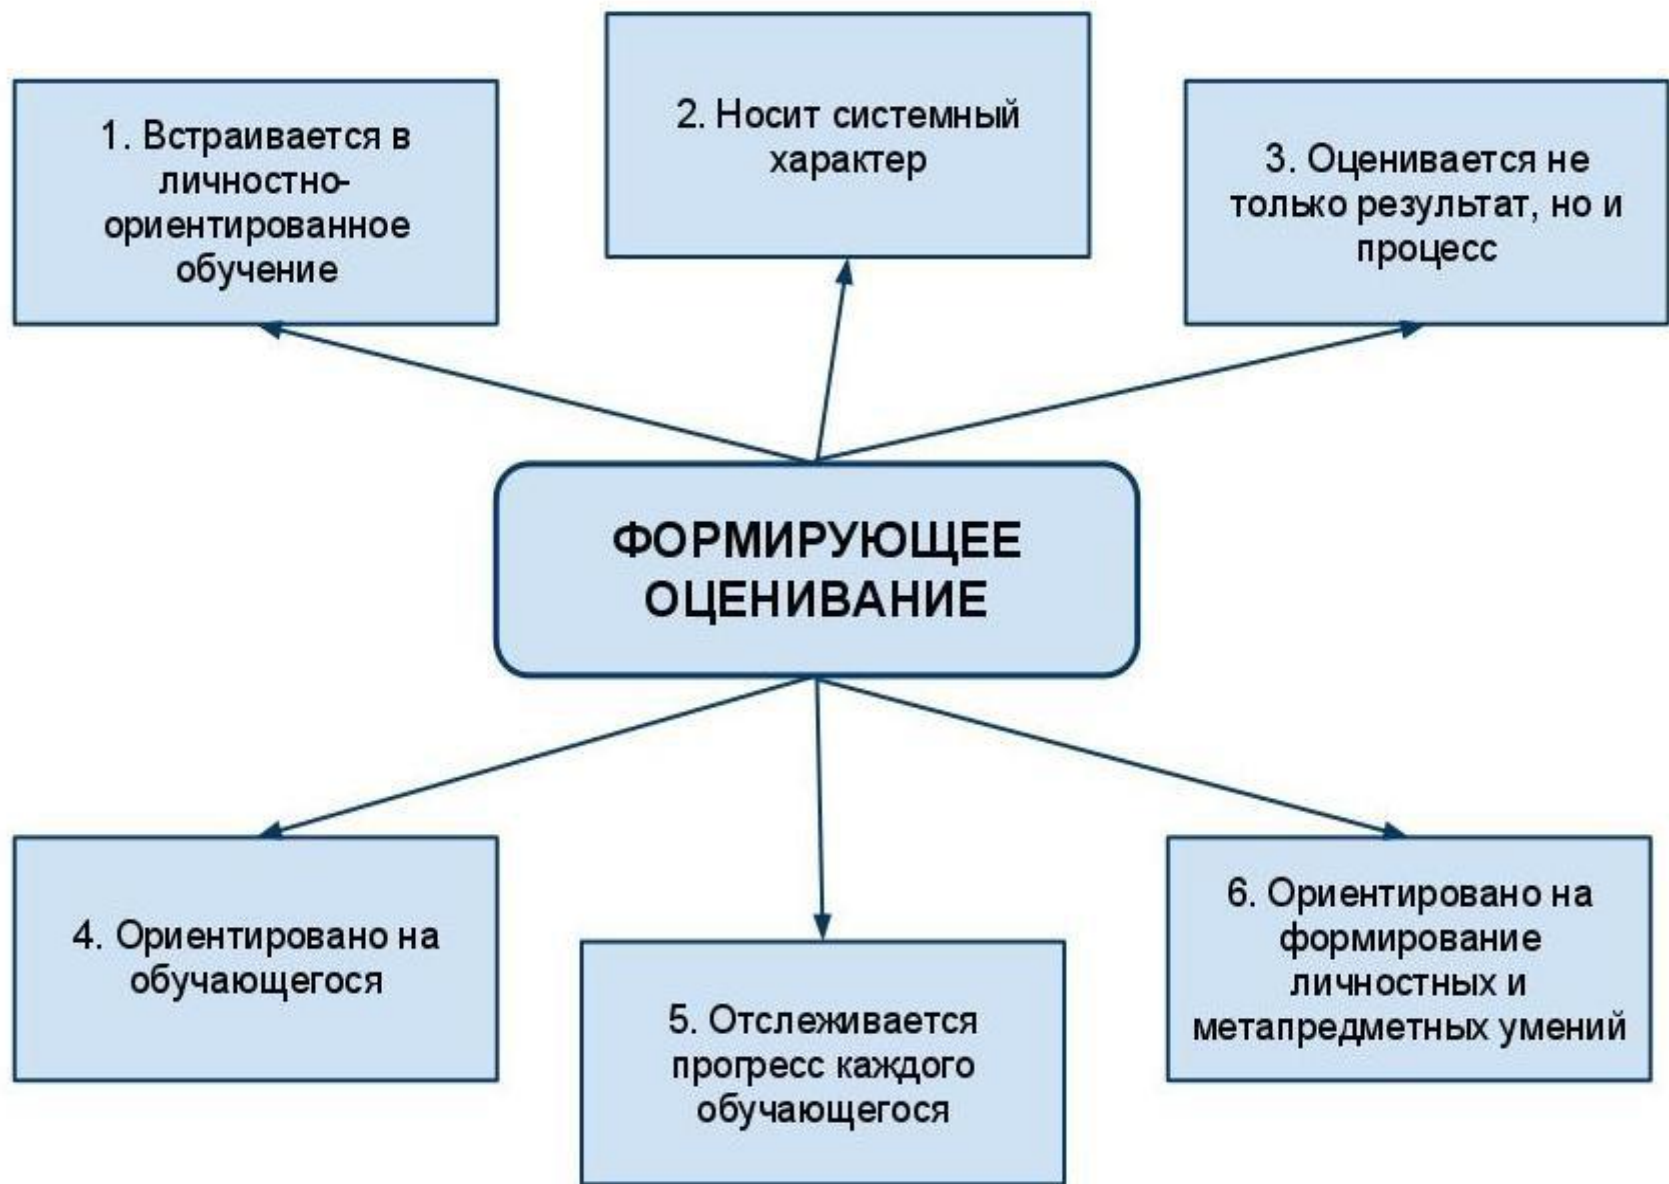 1. Встраивается в
личностно-
ориентированное
обучение
2. Носит системный
характер
3. Оценивается не
только результат, но и
процесс
ФОРМИРУЮЩЕЕ
ОЦЕНИВАНИЕ
4. Ориентировано на
обучающегося
5. Отслеживается
прогресс каждого
обучающегося
6. Ориентировано на
формирование
личностных и
метапредметных умений